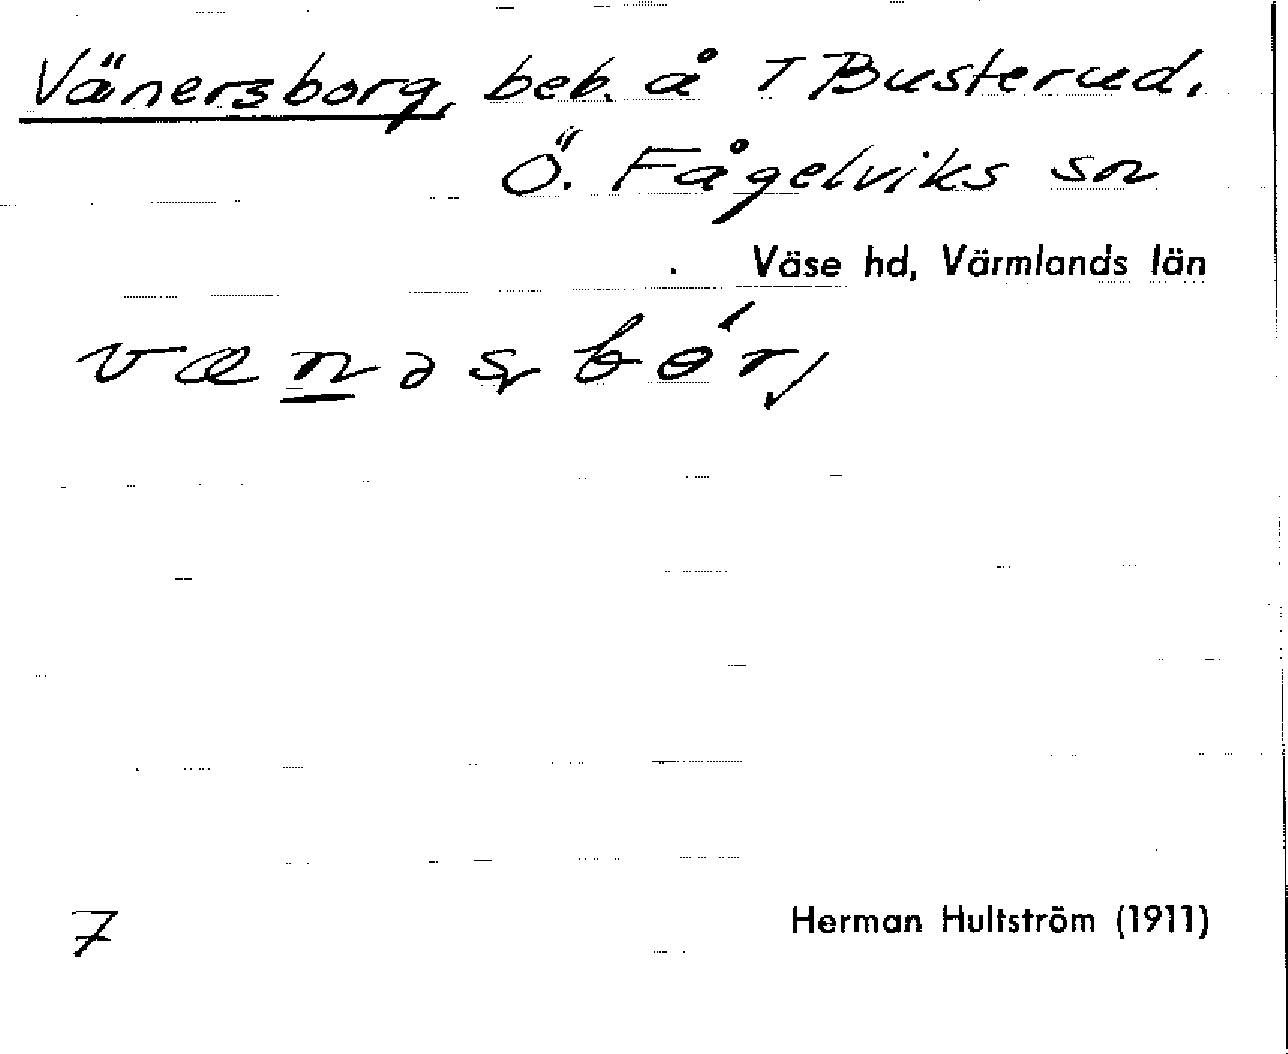 Vänersborg, beb. å T Busterud,
Ö. Fågelviks sn
Väse hd, Värmlands län
7
Herman Hultström (1911)